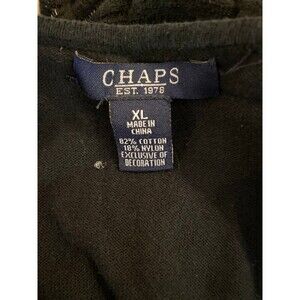 CHAPS
EST. 1978
XL
MADE IN
CHINA
82% COTTON
18% NYLON
EXCLUSIVE OF
DECORATION